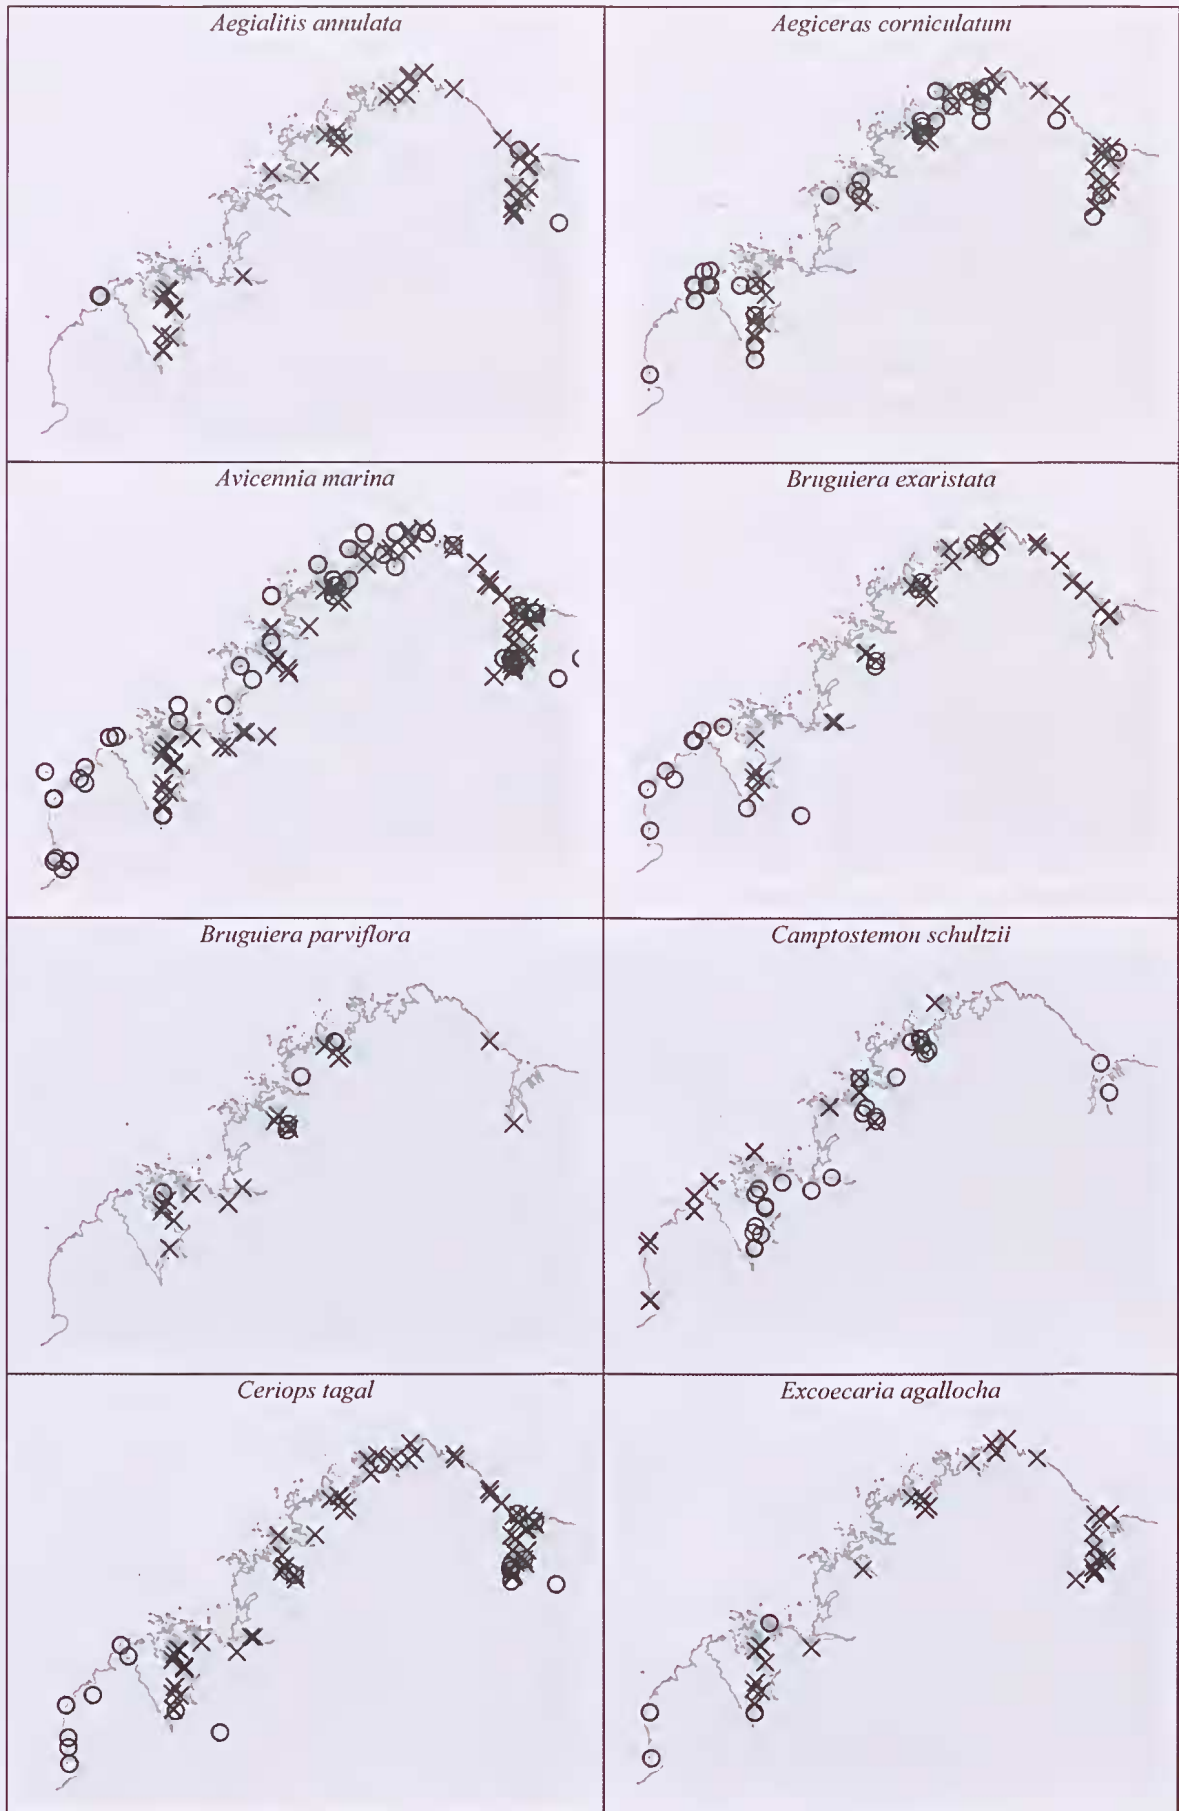 Aegialitis annulata
Aegiceras corniculatum
Avicennia marina
Bruguiera exaristata
Bruguiera parviflora
Camptostemon schultzii
Ceriops tagal
Excoecaria agallocha